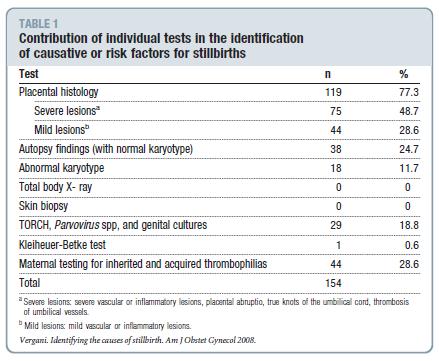 TABLE 1
Contribution of individual tests in the identification
of causative or risk factors for stillbirths
Test n %
Placental histology 119 77.3
Severe lesionsa 75 48.7
Mild lesionsb 44 28.6
Autopsy findings (with normal karyotype) 38 24.7
Abnormal karyotype 18 11.7
Total body X- ray 0 0
Skin biopsy 0 0
TORCH, Parvovirus spp, and genital cultures 29 18.8
Kleiheuer-Betke test 1 0.6
Maternal testing for inherited and acquired thrombophilias 44 28.6
Total 154
a Severe lesions: severe vascular or inflammatory lesions, placental abruptio, true knots of the umbilical cord, thrombosis
of umbilical vessels.
b Mild lesions: mild vascular or inflammatory lesions.
Vergani. Identifying the causes of stillbirth. Am J Obstet Gynecol 2008.